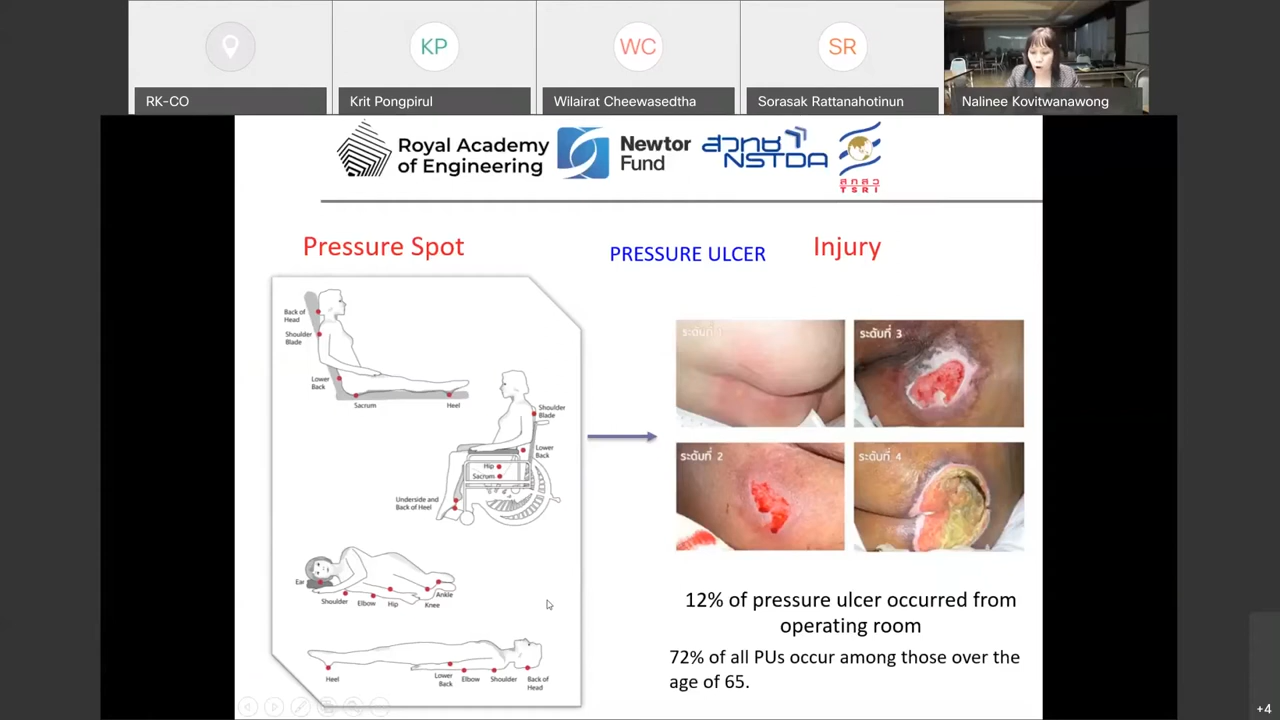 KP
WC
SR
RK-CO
Krit Pongpirul
Wilairat Cheewasedtha
Sorasak Rattanahotinun
Nalinee Kovitwanawong
Royal Academy
of Engineering
Newtor
Fund
สวทช
NSTDA
สกสว
TSRI
Pressure Spot
PRESSURE ULCER
Injury
Back of
Head
Shoulder
Blade
Lower
Back
Sacrum
Heel
Shoulder
Blade
Lower
Back
Hip
Sacrum
Underside and
Back of Heel
Ear
Shoulder
Elbow
Hip
Knee
Ankle
Heel
Lower
Back
Elbow
Shoulder
Back of
Head
ระดับที่ 1
ระดับที่ 3
ระดับที่ 2
ระดับที่ 4
12% of pressure ulcer occurred from
operating room
72% of all PUs occur among those over the
age of 65.
+4